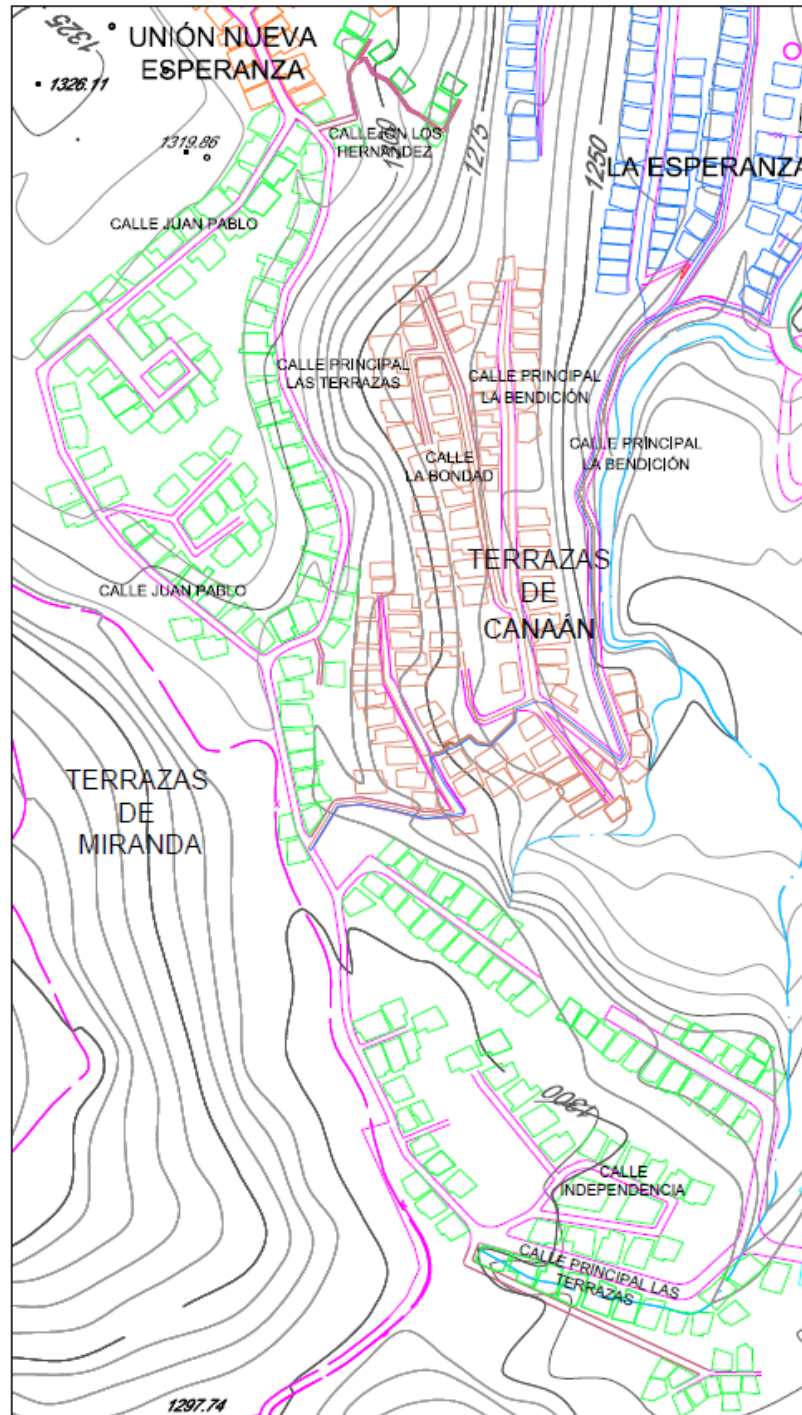 1325
UNIÓN NUEVA
ESPERANZA
1326.11
1319.86
CALLEJON LOS
HERNÁNDEZ
1275
1250
LA ESPERANZA
CALLE JUAN PABLO
CALLE PRINCIPAL
LAS TERRAZAS
CALLE PRINCIPAL
LA BENDICIÓN
CALLE
LA BONDAD
CALLE PRINCIPAL
LA BENDICIÓN
TERRAZAS
DE
CANAÁN
CALLE JUAN PABLO
TERRAZAS
DE
MIRANDA
1300
CALLE
INDEPENDENCIA
CALLE PRINCIPAL LAS
TERRAZAS
1297.74